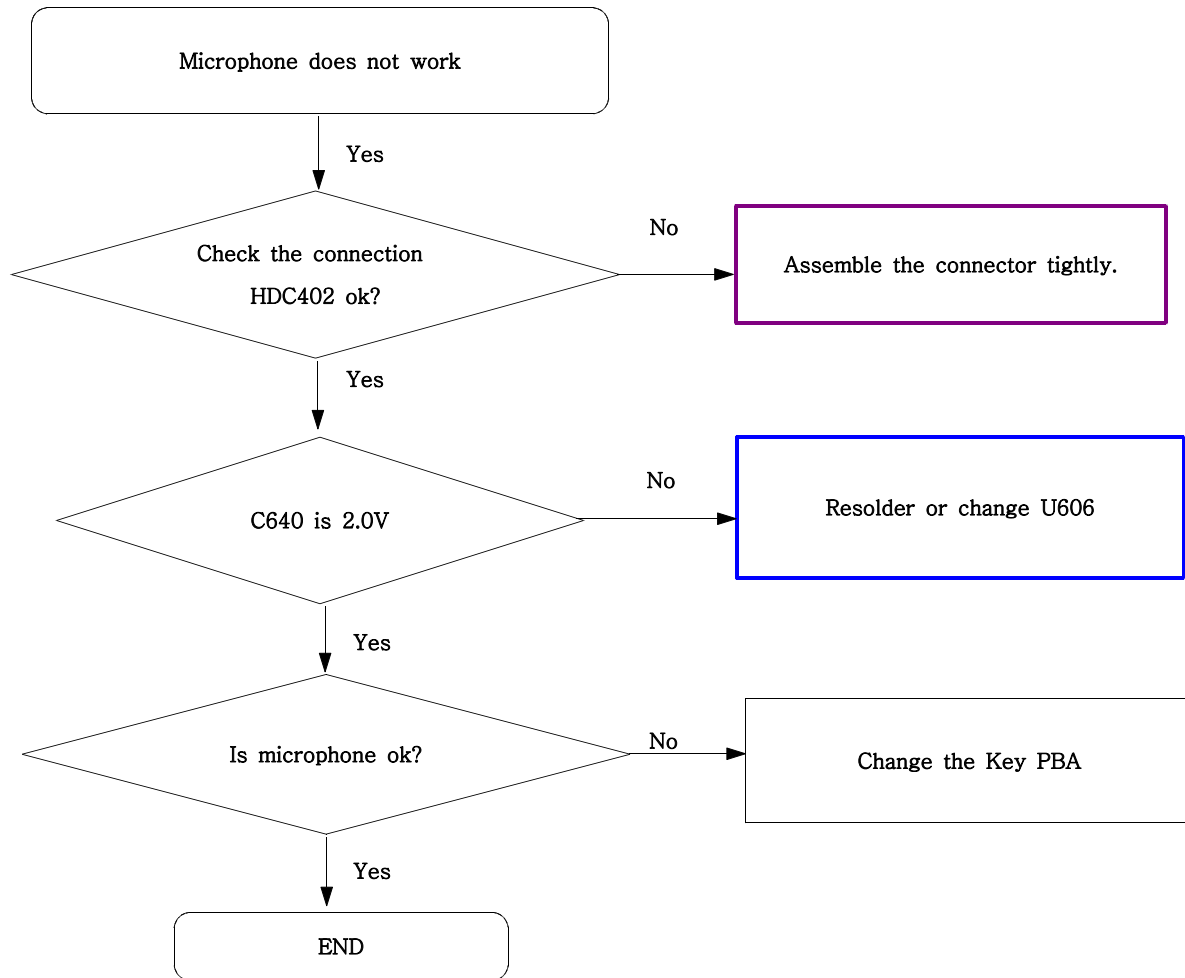 Microphone does not work
Yes
Check the connection
HDC402 ok?
No
Assemble the connector tightly.
Yes
C640 is 2.0V
No
Resolder or change U606
Yes
Is microphone ok?
No
Change the Key PBA
Yes
END